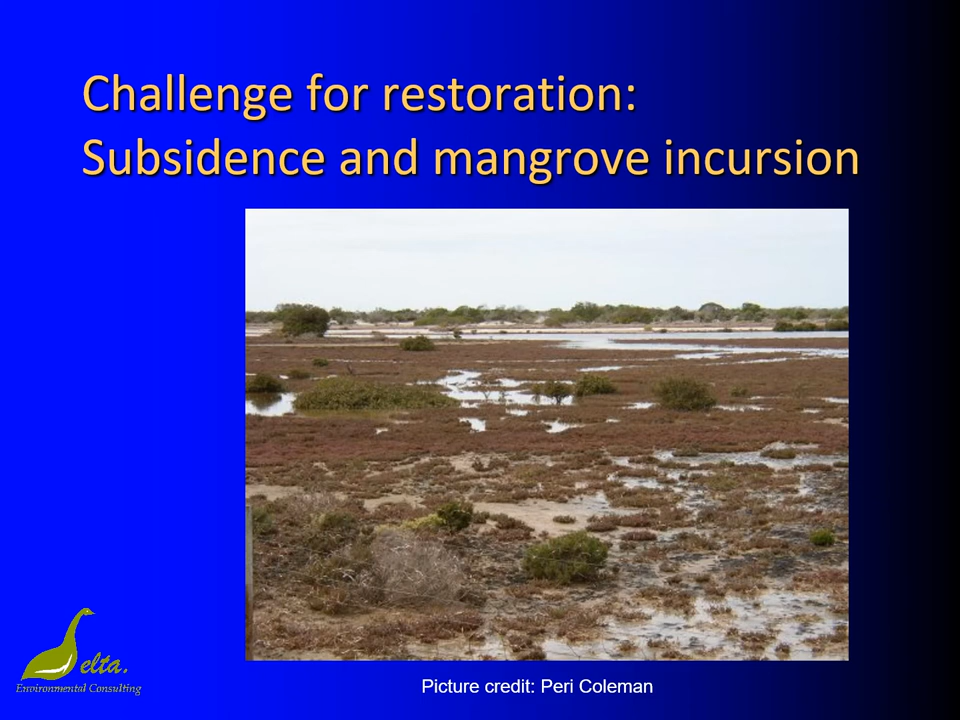 Challenge for restoration:
Subsidence and mangrove incursion
elta.
Environmental Consulting
Picture credit: Peri Coleman